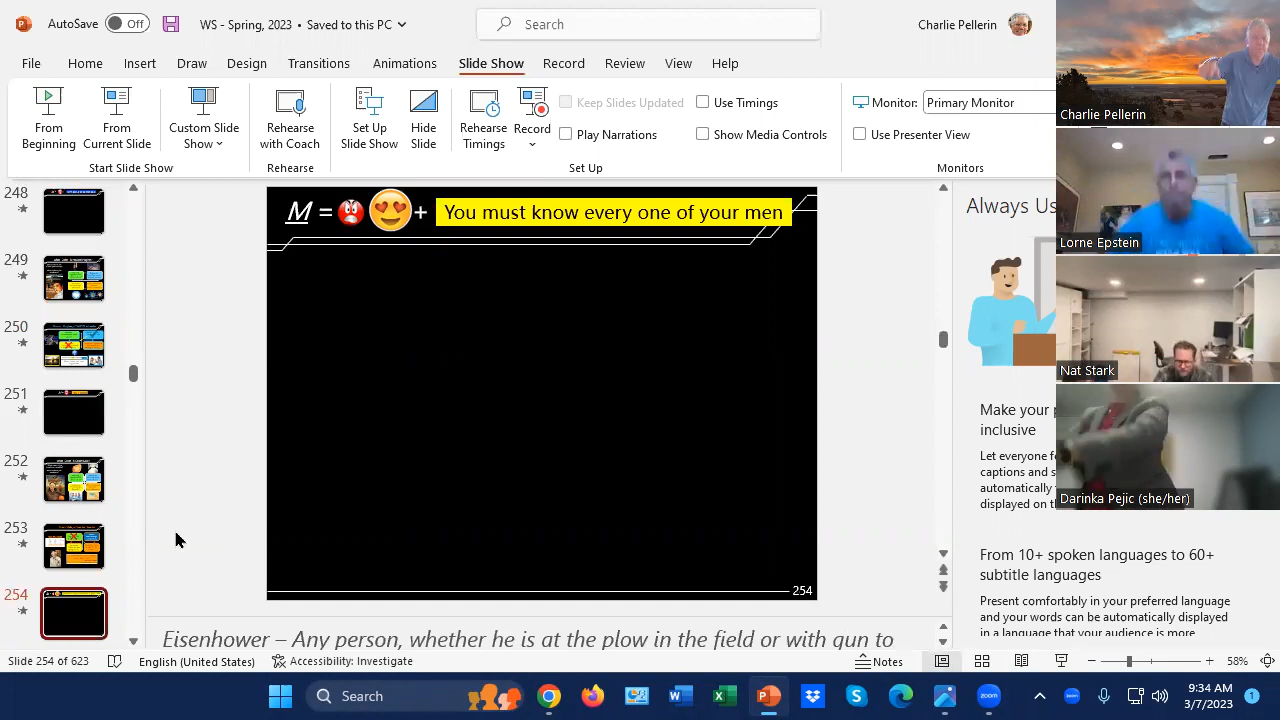 AutoSave Off WS - Spring, 2023 • Saved to this PC Search Charlie Pellerin
File Home Insert Draw Design Transitions Animations Slide Show Record Review View Help
From Beginning
From Current Slide
Custom Slide Show
Start Slide Show
Rehearse with Coach
Rehearse
Set Up Slide Show
Hide Slide
Rehearse Timings
Record
Keep Slides Updated
Play Narrations
Use Timings
Show Media Controls
Set Up
Monitor: Primary Monitor
Use Presenter View
Monitors
248
249
250
251
252
253
254
M = + You must know every one of your men
254
Eisenhower – Any person, whether he is at the plow in the field or with gun to
Always Us
Make your p
inclusive
Let everyone f
captions and s
automatically
displayed on th
From 10+ spoken languages to 60+
subtitle languages
Present comfortably in your preferred language
and your words can be automatically displayed
in a language that your audience is more
Charlie Pellerin
Lorne Epstein
Nat Stark
Darinka Pejic (she/her)
Slide 254 of 623 English (United States) Accessibility: Investigate Notes 58%
Search
zoom
zoom
9:34 AM
3/7/2023
1